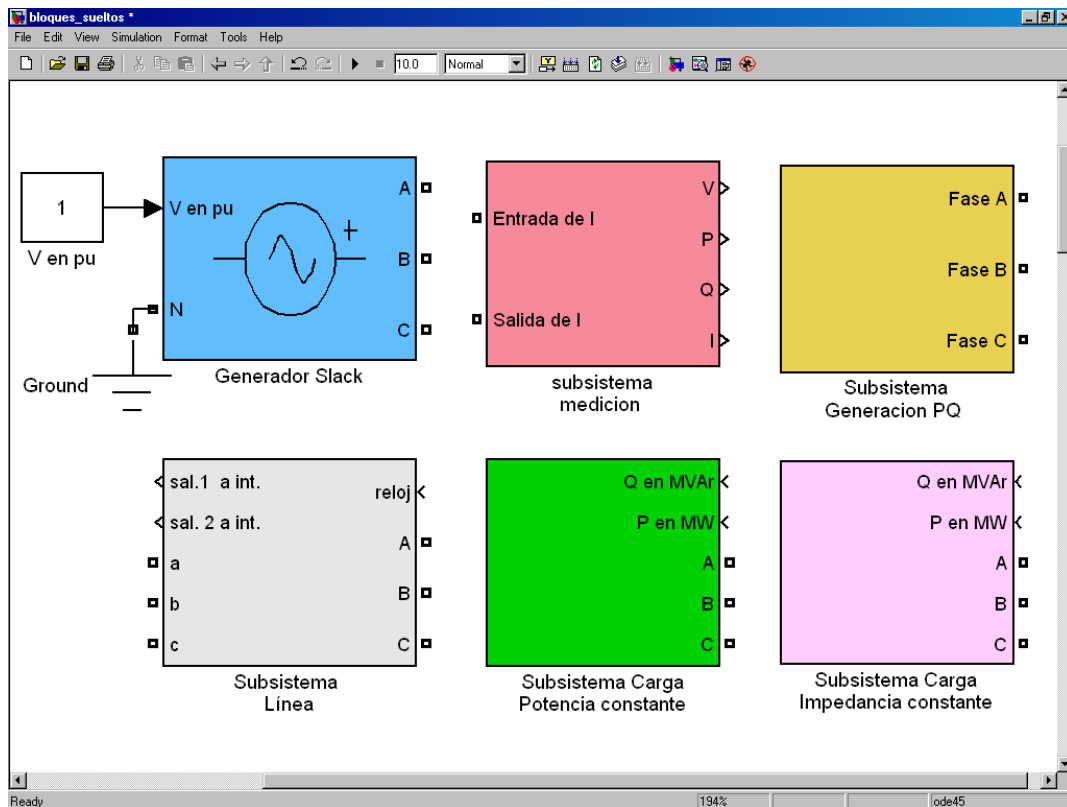 bloques_sueltos *
File Edit View Simulation Format Tools Help
10.0 Normal
1
V en pu
V en pu
N
A
B
C
Ground
Generador Slack
Entrada de I
Salida de I
V
P
Q
I
subsistema
medicion
Fase A
Fase B
Fase C
Subsistema
Generacion PQ
sal.1 a int.
sal. 2 a int.
a
b
c
reloj
A
B
C
Subsistema
Línea
Q en MVAr
P en MW
A
B
C
Subsistema Carga
Potencia constante
Q en MVAr
P en MW
A
B
C
Subsistema Carga
Impedancia constante
Ready 194% ode45